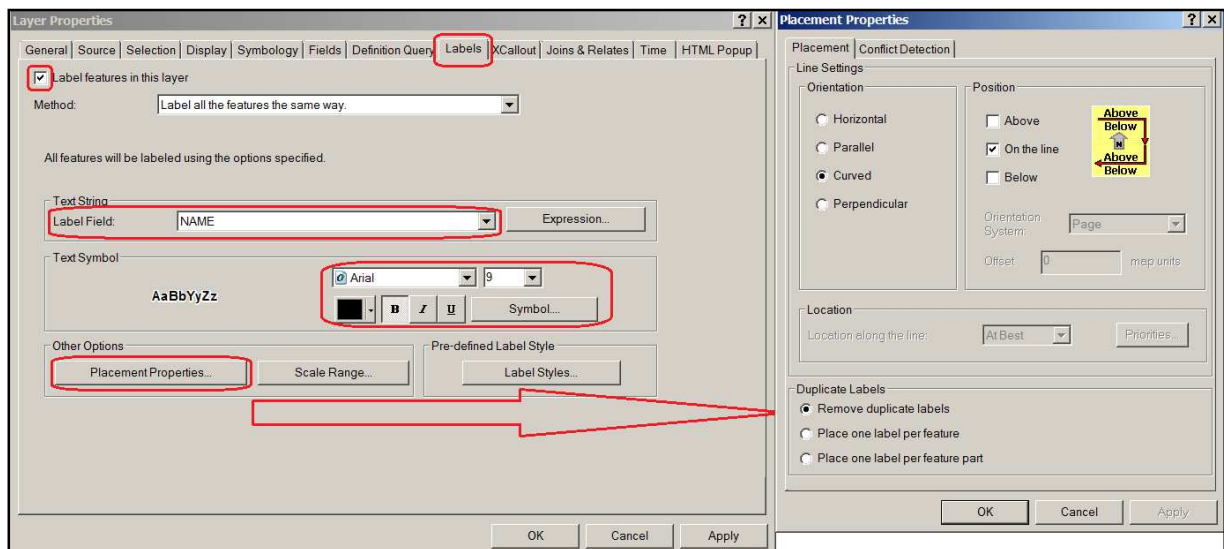 Layer Properties
? ×
General Source Selection Display Symbology Fields Definition Query Labels XCallout Joins & Relates Time HTML Popup
Label features in this layer
Method: Label all the features the same way.
All features will be labeled using the options specified.
Text String
Label Field: NAME Expression...
Text Symbol
AaBbYyZz
Arial 9
B I U Symbol...
Other Options
Placement Properties... Scale Range...
Pre-defined Label Style
Label Styles...
OK Cancel Apply
Placement Properties
? ×
Placement Conflict Detection
Line Settings
Orientation
Horizontal
Parallel
Curved
Perpendicular
Position
Above
On the line
Below
Above
Below
N
Above
Below
Orientation
System: Page
Offset 0 map units
Location
Location along the line: At Best Priorities...
Duplicate Labels
Remove duplicate labels
Place one label per feature
Place one label per feature part
OK Cancel Apply